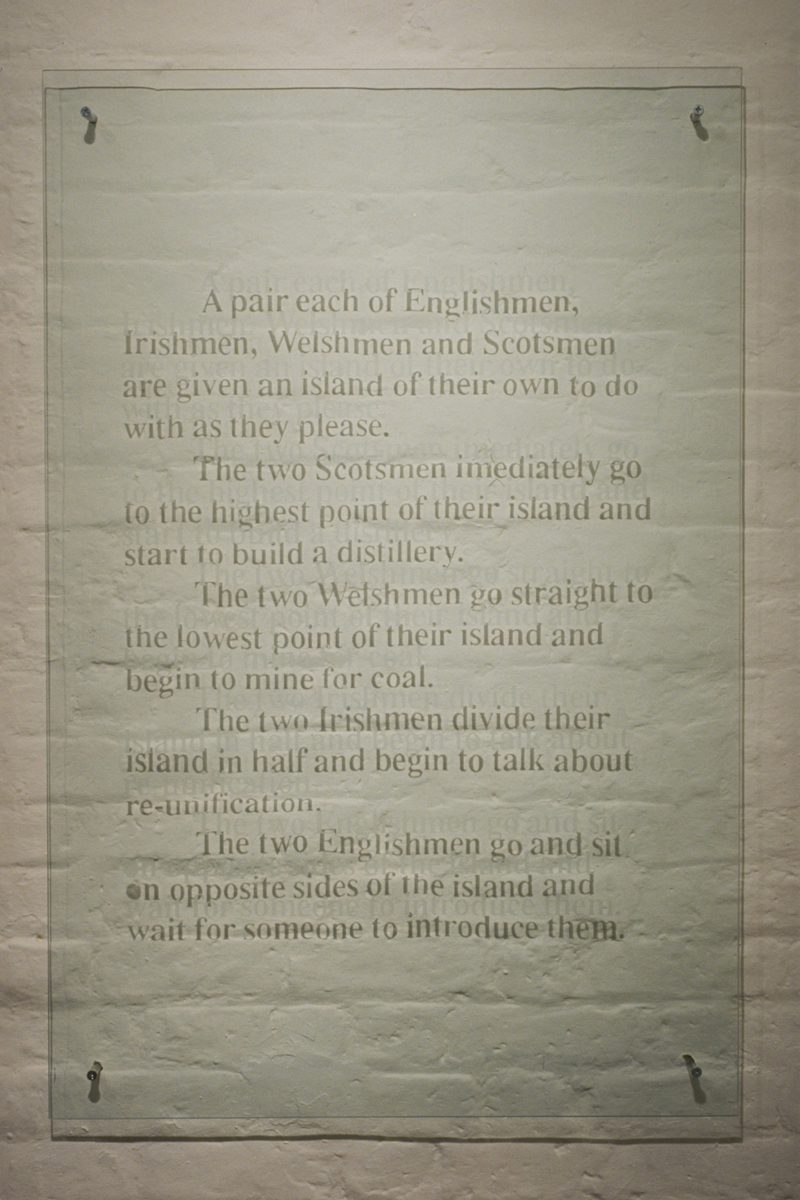 A pair each of Englishmen,
Irishmen, Welshmen and Scotsmen
are given an island of their own to do
with as they please.
The two Scotsmen imediately go
to the highest point of their island and
start to build a distillery.
The two Welshmen go straight to
the lowest point of their island and
begin to mine for coal.
The two Irishmen divide their
island in half and begin to talk about
re-unification.
The two Englishmen go and sit
on opposite sides of the island and
wait for someone to introduce them.